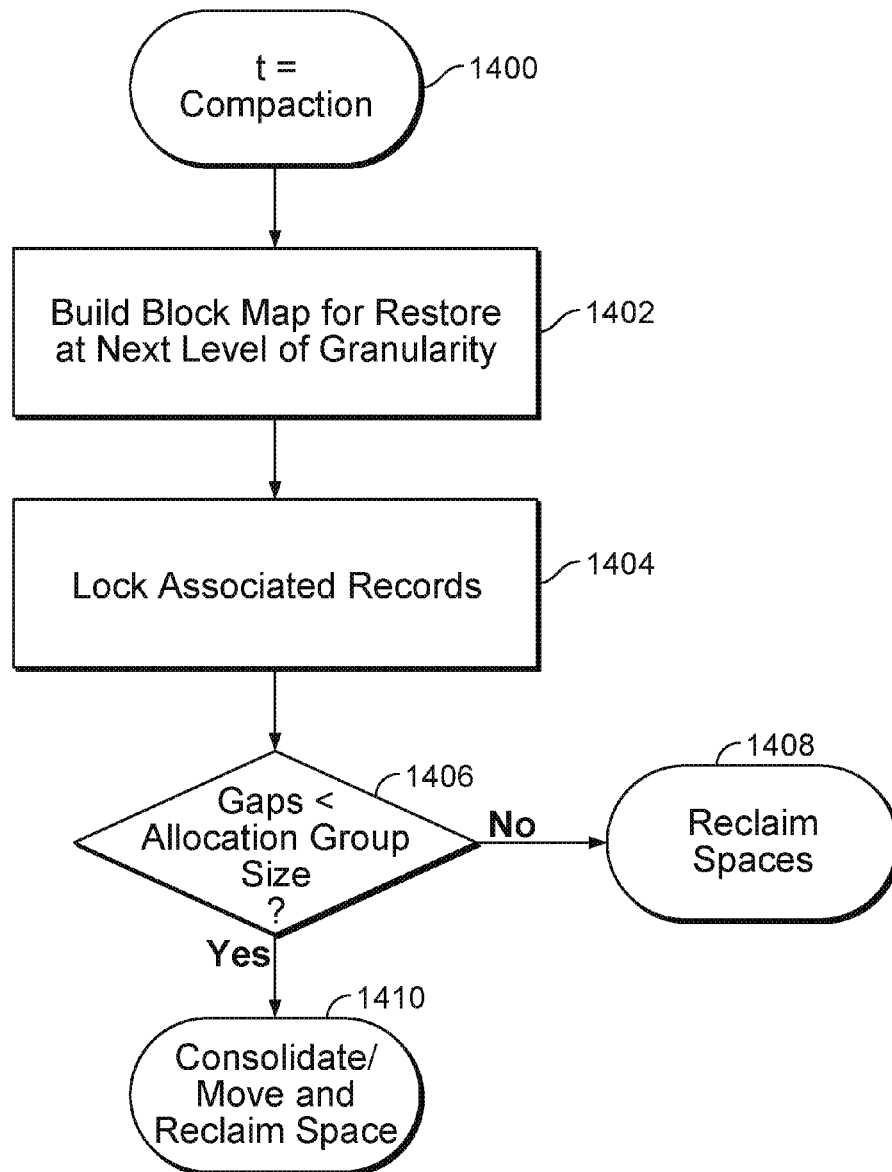 t =
Compaction
1400
Build Block Map for Restore
at Next Level of Granularity
1402
Lock Associated Records
1404
Gaps <
Allocation Group
Size
?
1406
No
Reclaim
Spaces
1408
Yes
1410
Consolidate/
Move and
Reclaim Space